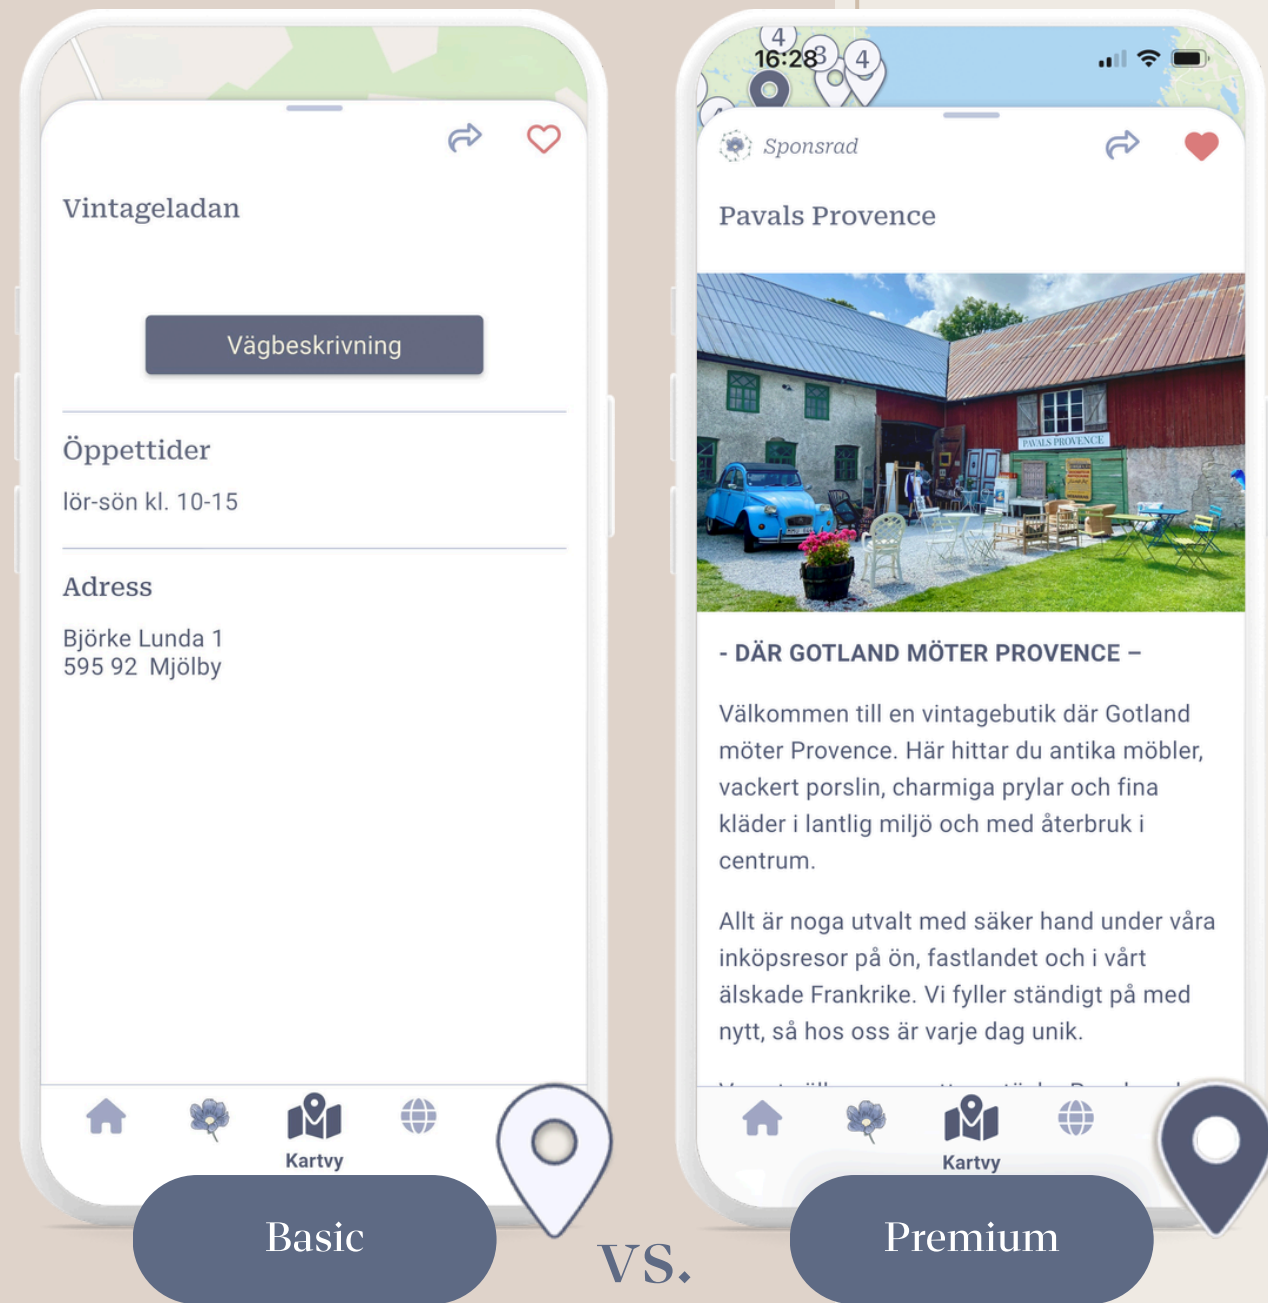 Vintageladan
Vägbeskrivning
Öppettider
lör-sön kl. 10-15
Adress
Björke Lunda 1
595 92 Mjölby
Kartvy
Basic
vs.
4
3
4
16:28
Sponsrad
Pavals Provence
PAVALS PROVENCE
- DÄR GOTLAND MÖTER PROVENCE –
Välkommen till en vintagebutik där Gotland
möter Provence. Här hittar du antika möbler,
vackert porslin, charmiga prylar och fina
kläder i lantlig miljö och med återbruk i
centrum.
Allt är noga utvalt med säker hand under våra
inköpsresor på ön, fastlandet och i vårt
älskade Frankrike. Vi fyller ständigt på med
nytt, så hos oss är varje dag unik.
Kartvy
Premium